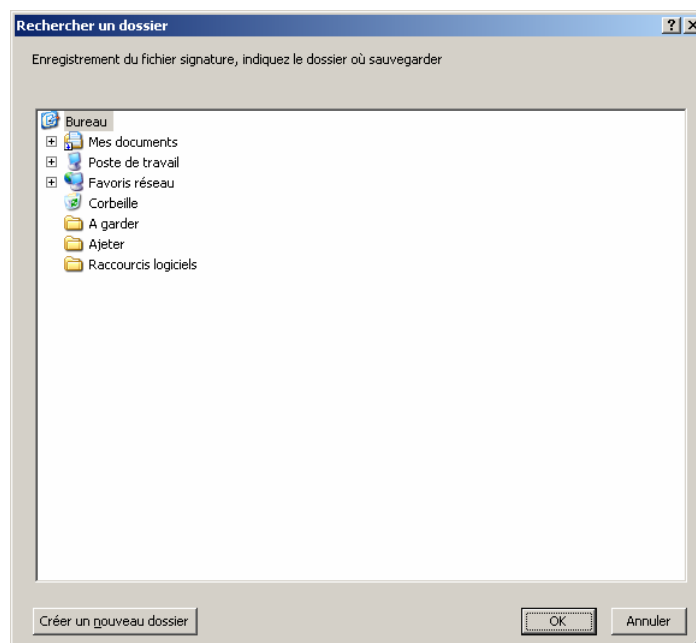 Rechercher un dossier
Enregistrement du fichier signature, indiquez le dossier où sauvegarder
Bureau
Mes documents
Poste de travail
Favoris réseau
Corbeille
A garder
Ajeter
Raccourcis logiciels
Créer un nouveau dossier
OK
Annuler